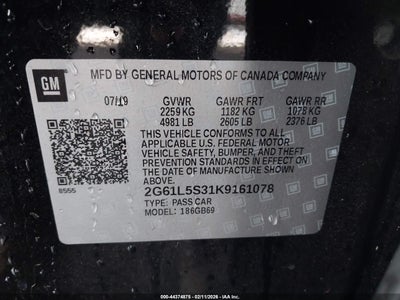 GM
MFD BY GENERAL MOTORS OF CANADA COMPANY
07/19 GVWR GAWR FRT GAWR RR
2259 KG 1182 KG 1078 KG
4981 LB 2605 LB 2376 LB
THIS VEHICLE CONFORMS TO ALL
APPLICABLE U.S. FEDERAL MOTOR
VEHICLE SAFETY, BUMPER, AND
THEFT PREVENTION STANDARDS IN
EFFECT ON THE DATE OF
MANUFACTURE SHOWN ABOVE.
8555 2G61L5S31K9161078
TYPE: PASS CAR
MODEL: 186GB69
000-44374875 - 02/11/2026 - IAAI.COM